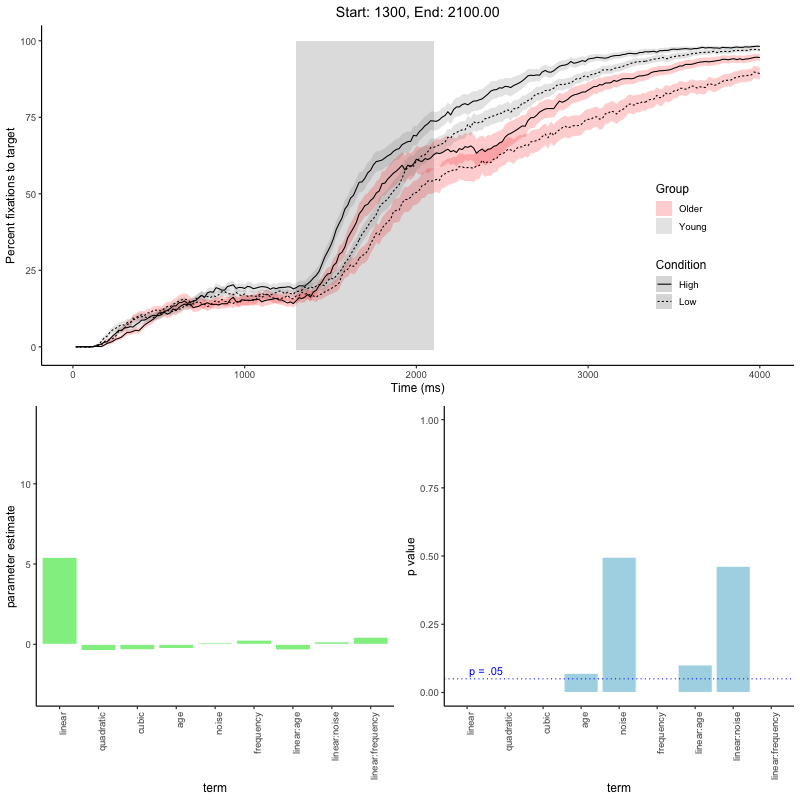 Start: 1300, End: 2100.00
100
75
50
25
0
Percent fixations to target
0
1000
2000
3000
4000
Time (ms)
Group
Older
Young
Condition
High
Low
10
5
0
parameter estimate
linear
quadratic
cubic
age
noise
frequency
linear:age
linear:noise
linear:frequency
term
1.00
0.75
0.50
0.25
0.00
p value
p = .05
linear
quadratic
cubic
age
noise
frequency
linear:age
linear:noise
linear:frequency
term